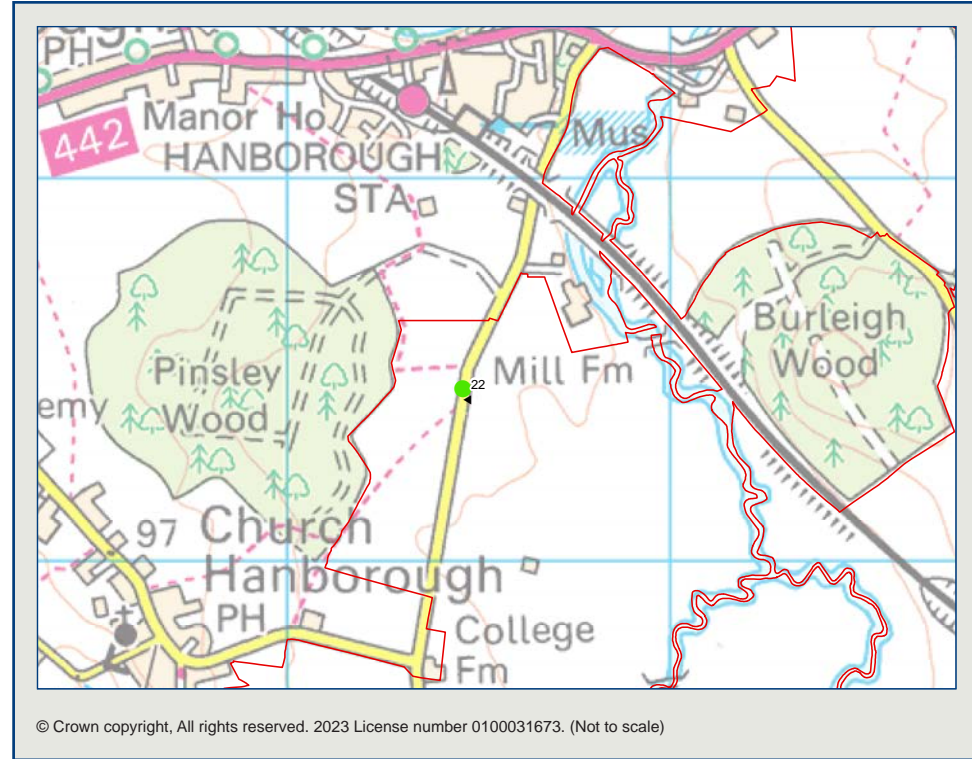 PH
442
Manor Ho
HANBOROUGH
STA
Mus
Burleigh
Wood
Pinsley
Wood
22
Mill Fm
emy
97
Church
Hanborough
PH
College
Fm
© Crown copyright, All rights reserved. 2023 License number 0100031673. (Not to scale)